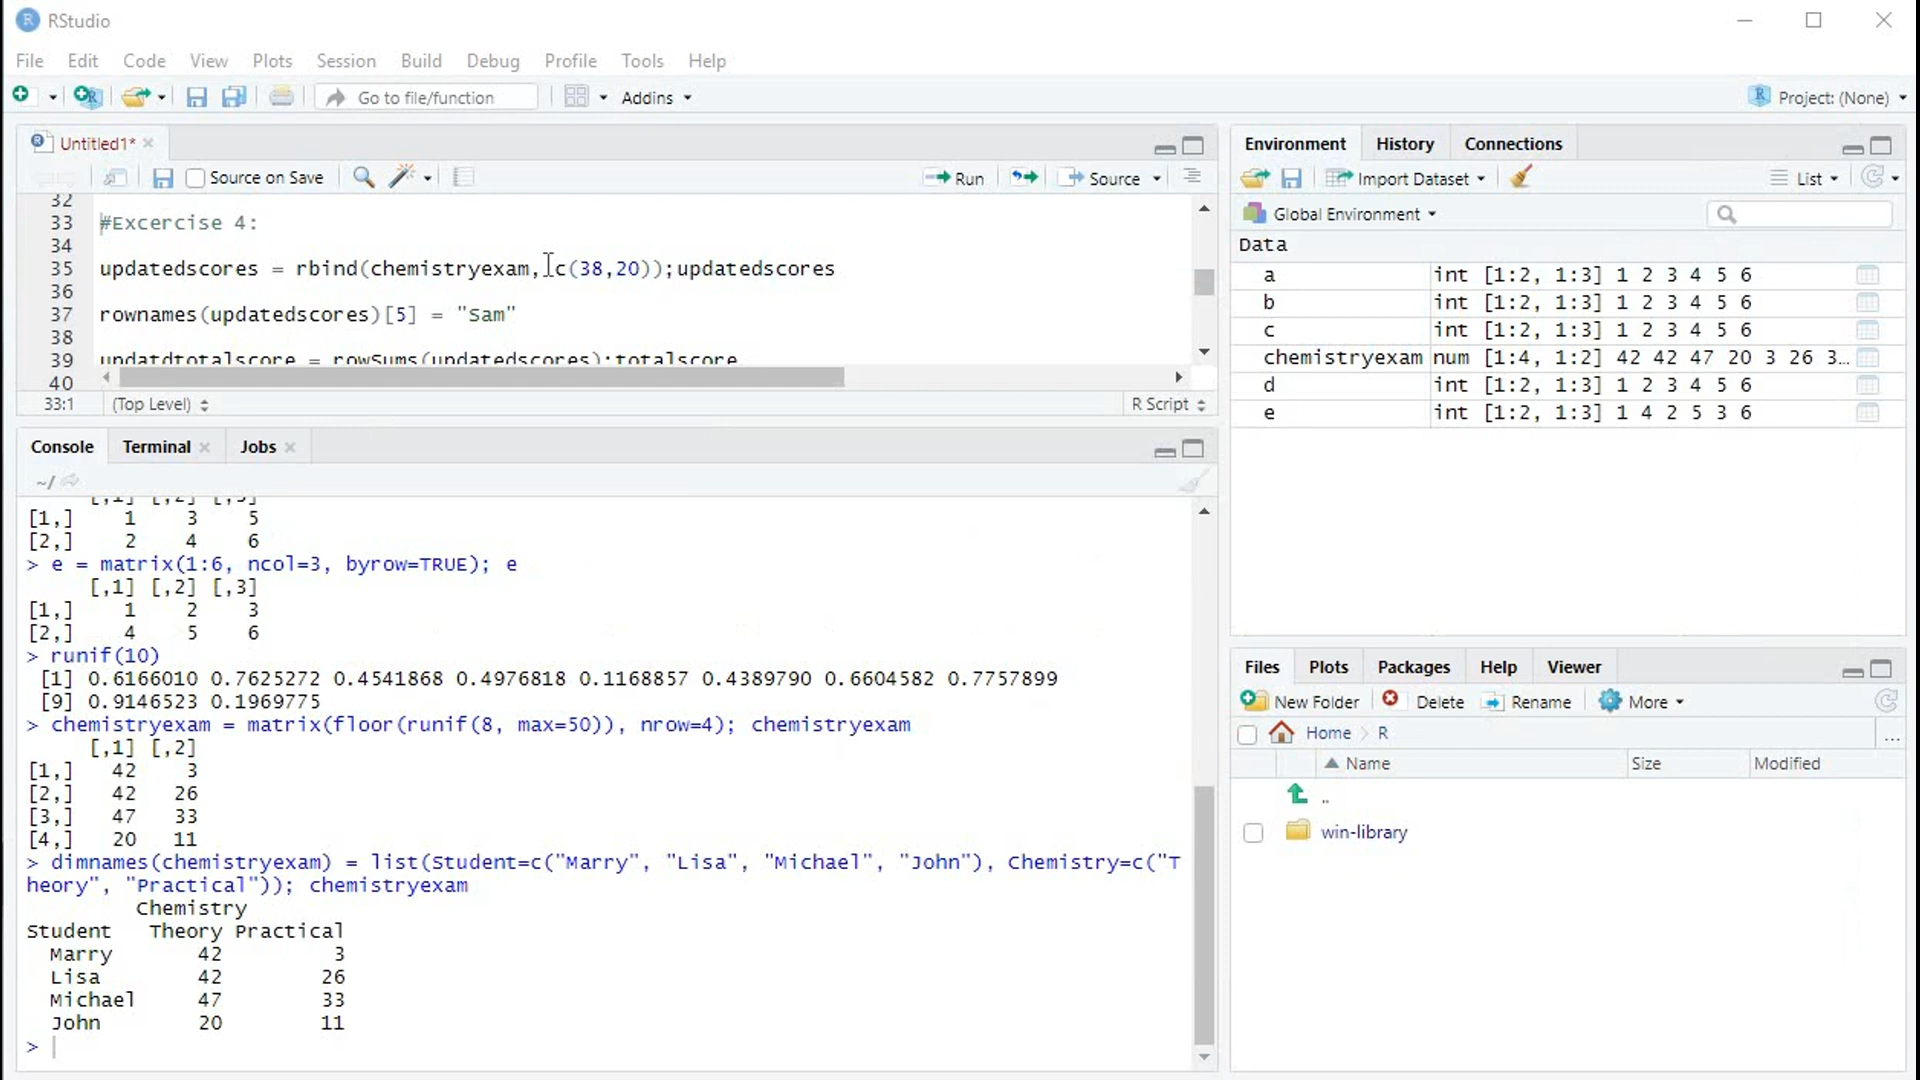 RStudio
File Edit Code View Plots Session Build Debug Profile Tools Help
Go to file/function Addins Project: (None)
Untitled1*
Source on Save Run Source
32
33 #Excercise 4:
34
35 updatedscores = rbind(chemistryexam, c(38,20));updatedscores
36
37 rownames(updatedscores)[5] = "Sam"
38
39 updatdtotalscore = rowSums(updatedscores);totalscore
40
33:1 (Top Level) R Script
Console Terminal Jobs
~/
[,1] [,2] [,3]
[1,] 1 3 5
[2,] 2 4 6
> e = matrix(1:6, ncol=3, byrow=TRUE); e
[,1] [,2] [,3]
[1,] 1 2 3
[2,] 4 5 6
> runif(10)
[1] 0.6166010 0.7625272 0.4541868 0.4976818 0.1168857 0.4389790 0.6604582 0.7757899
[9] 0.9146523 0.1969775
> chemistryexam = matrix(floor(runif(8, max=50)), nrow=4); chemistryexam
[,1] [,2]
[1,] 42 3
[2,] 42 26
[3,] 47 33
[4,] 20 11
> dimnames(chemistryexam) = list(Student=c("Marry", "Lisa", "Michael", "John"), Chemistry=c("T
heory", "Practical")); chemistryexam
Chemistry
Student Theory Practical
Marry 42 3
Lisa 42 26
Michael 47 33
John 20 11
>
Environment History Connections
Import Dataset List
Global Environment
Data
a int [1:2, 1:3] 1 2 3 4 5 6
b int [1:2, 1:3] 1 2 3 4 5 6
c int [1:2, 1:3] 1 2 3 4 5 6
chemistryexam num [1:4, 1:2] 42 42 47 20 3 26 3…
d int [1:2, 1:3] 1 2 3 4 5 6
e int [1:2, 1:3] 1 4 2 5 3 6
Files Plots Packages Help Viewer
New Folder Delete Rename More
Home R ...
Name Size Modified
..
win-library